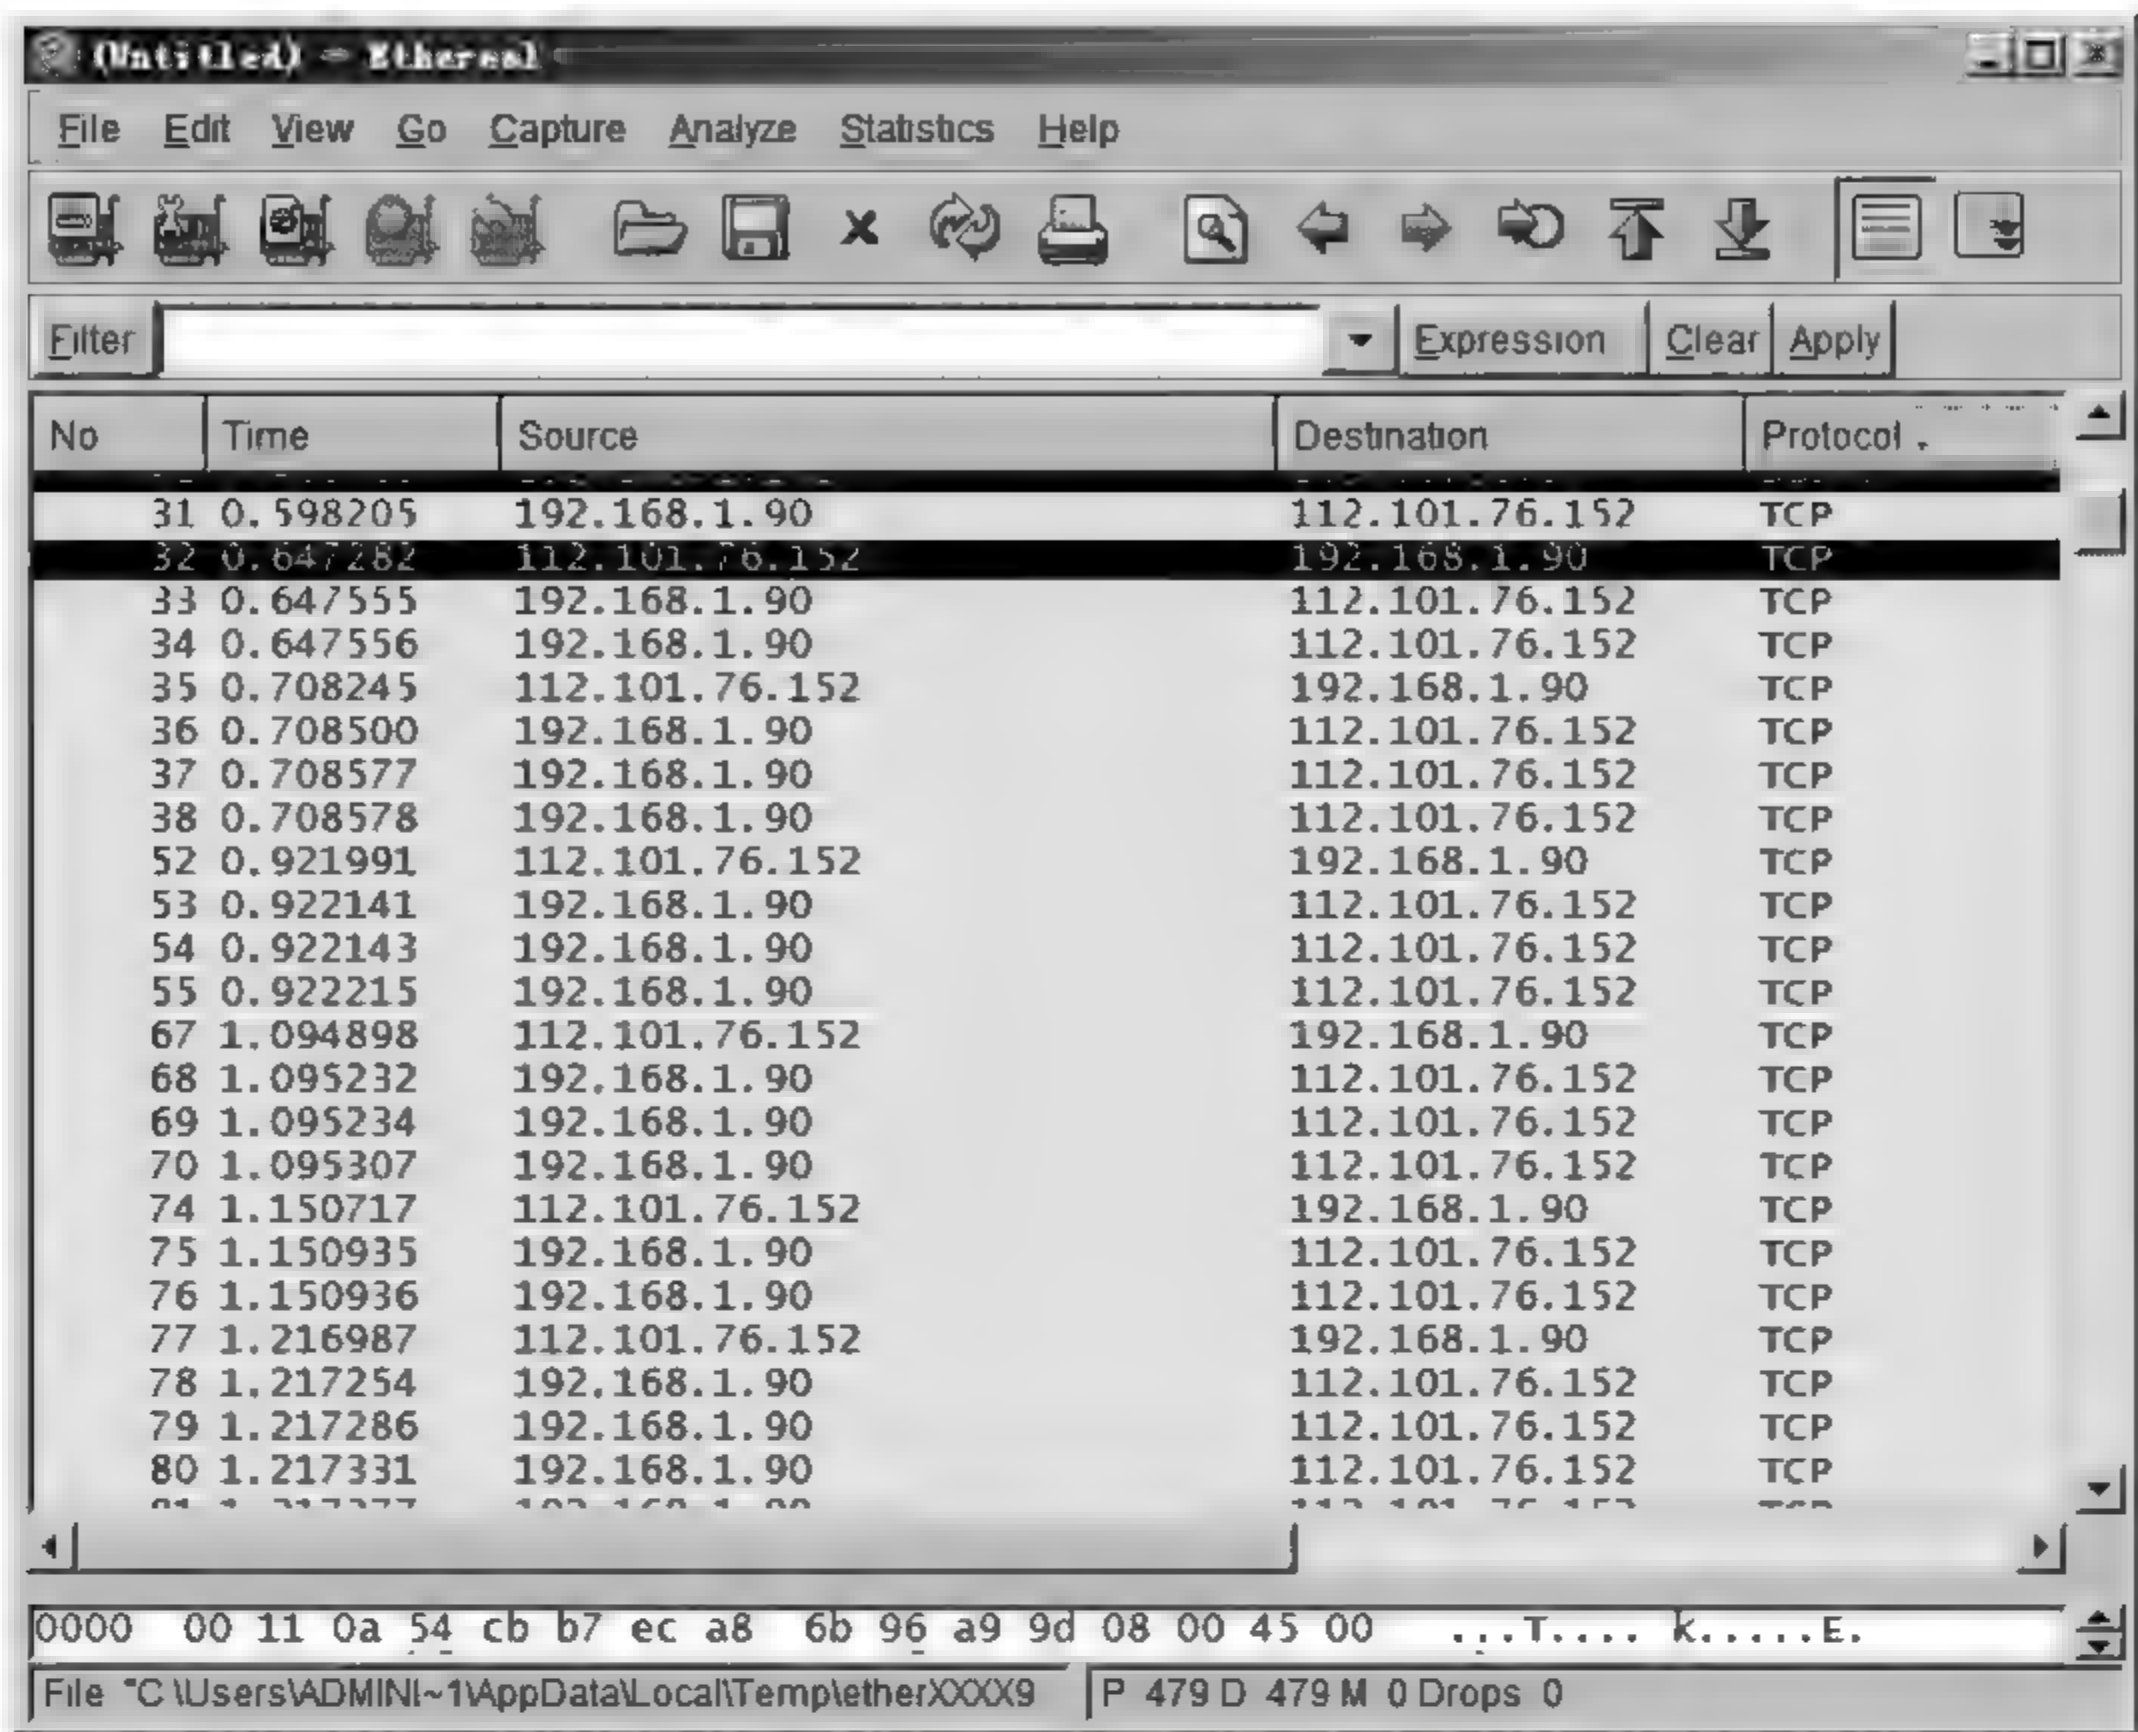 (Untitled) - Ethereal
File Edit View Go Capture Analyze Statistics Help
Filter Expression Clear Apply
No Time Source Destination Protocol
31 0.598205 192.168.1.90 112.101.76.152 TCP
32 0.647282 112.101.76.152 192.168.1.90 TCP
33 0.647555 192.168.1.90 112.101.76.152 TCP
34 0.647556 192.168.1.90 112.101.76.152 TCP
35 0.708245 112.101.76.152 192.168.1.90 TCP
36 0.708500 192.168.1.90 112.101.76.152 TCP
37 0.708577 192.168.1.90 112.101.76.152 TCP
38 0.708578 192.168.1.90 112.101.76.152 TCP
52 0.921991 112.101.76.152 192.168.1.90 TCP
53 0.922141 192.168.1.90 112.101.76.152 TCP
54 0.922143 192.168.1.90 112.101.76.152 TCP
55 0.922215 192.168.1.90 112.101.76.152 TCP
67 1.094898 112.101.76.152 192.168.1.90 TCP
68 1.095232 192.168.1.90 112.101.76.152 TCP
69 1.095234 192.168.1.90 112.101.76.152 TCP
70 1.095307 192.168.1.90 112.101.76.152 TCP
74 1.150717 112.101.76.152 192.168.1.90 TCP
75 1.150935 192.168.1.90 112.101.76.152 TCP
76 1.150936 192.168.1.90 112.101.76.152 TCP
77 1.216987 112.101.76.152 192.168.1.90 TCP
78 1.217254 192.168.1.90 112.101.76.152 TCP
79 1.217286 192.168.1.90 112.101.76.152 TCP
80 1.217331 192.168.1.90 112.101.76.152 TCP
0000 00 11 0a 54 cb b7 ec a8 6b 96 a9 9d 08 00 45 00 ...T.... k.....E.
File "C \Users\ADMINI~1\AppData\Local\Temp\etherXXXX9 P 479 D 479 M 0 Drops 0